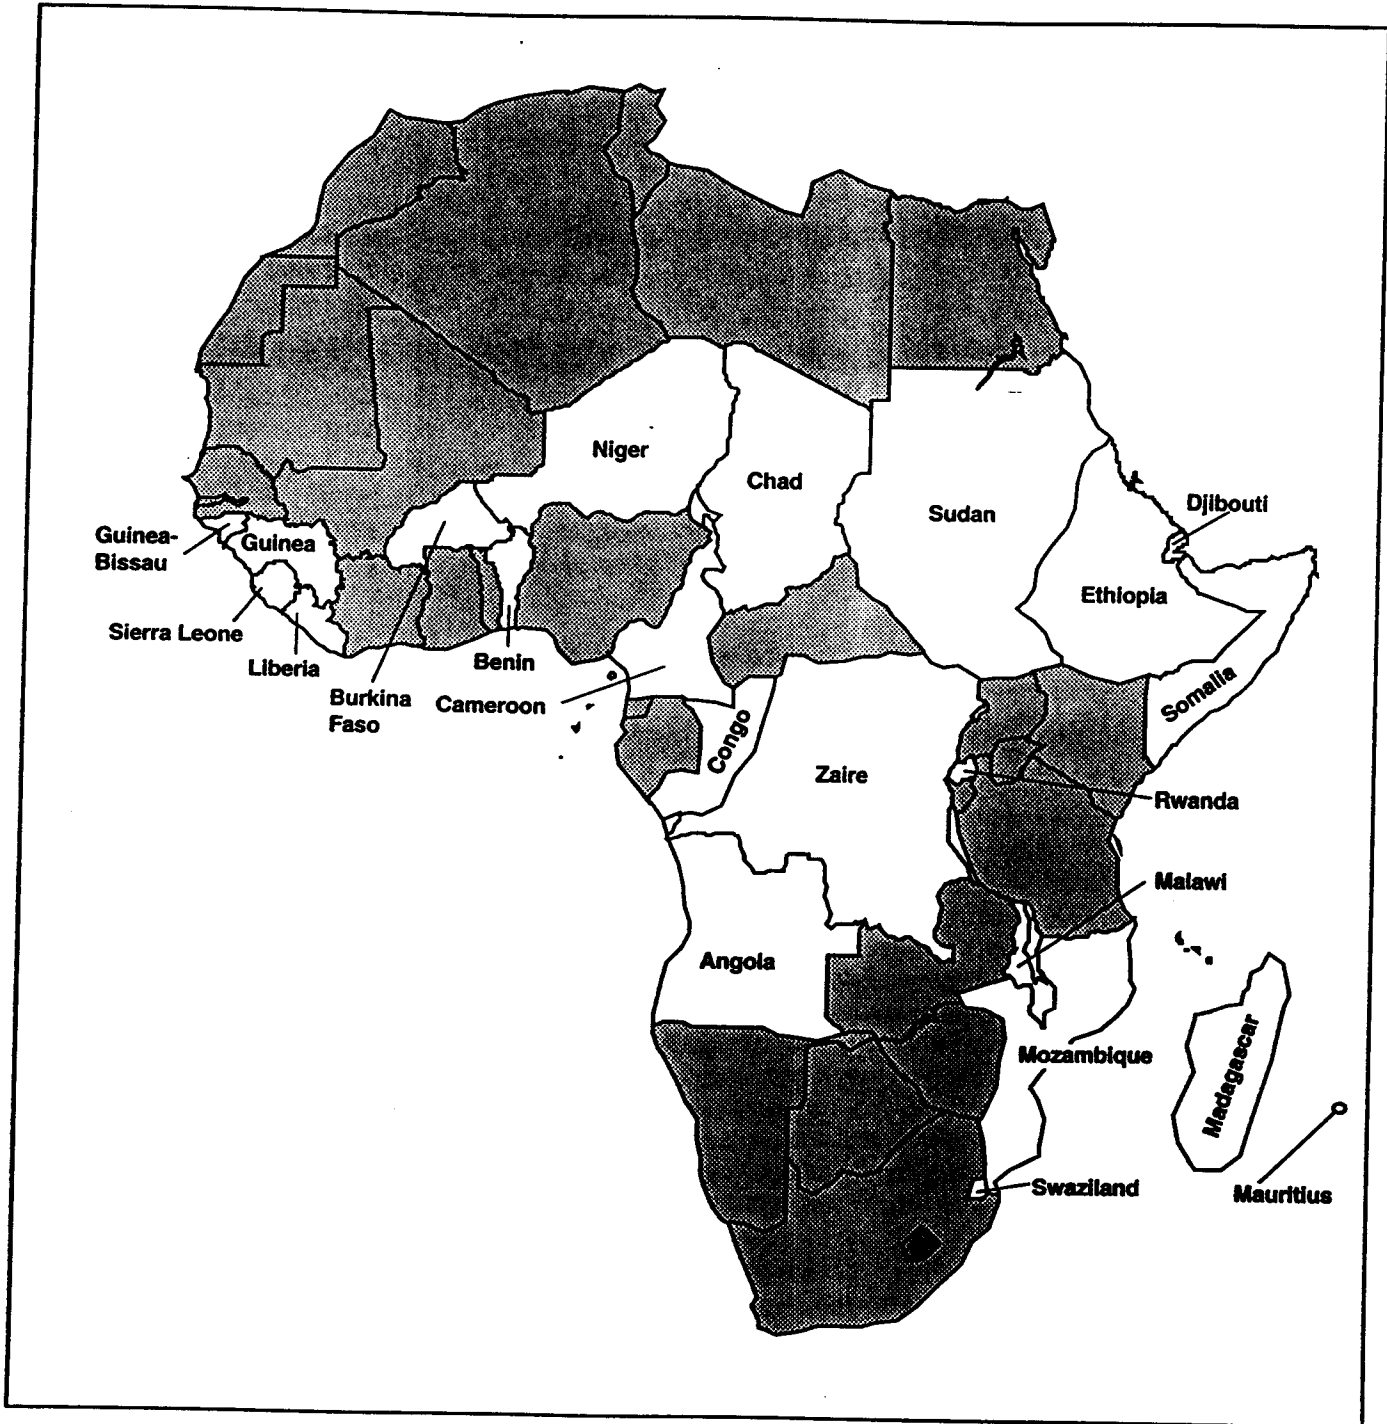 Niger
Chad
Sudan
Djibouti
Guinea-
Bissau
Guinea
Ethiopia
Sierra Leone
Liberia
Benin
Burkina
Faso
Cameroon
Somalia
Congo
Zaire
Rwanda
Malawi
Angola
Mozambique
Madagascar
Swaziland
Mauritius